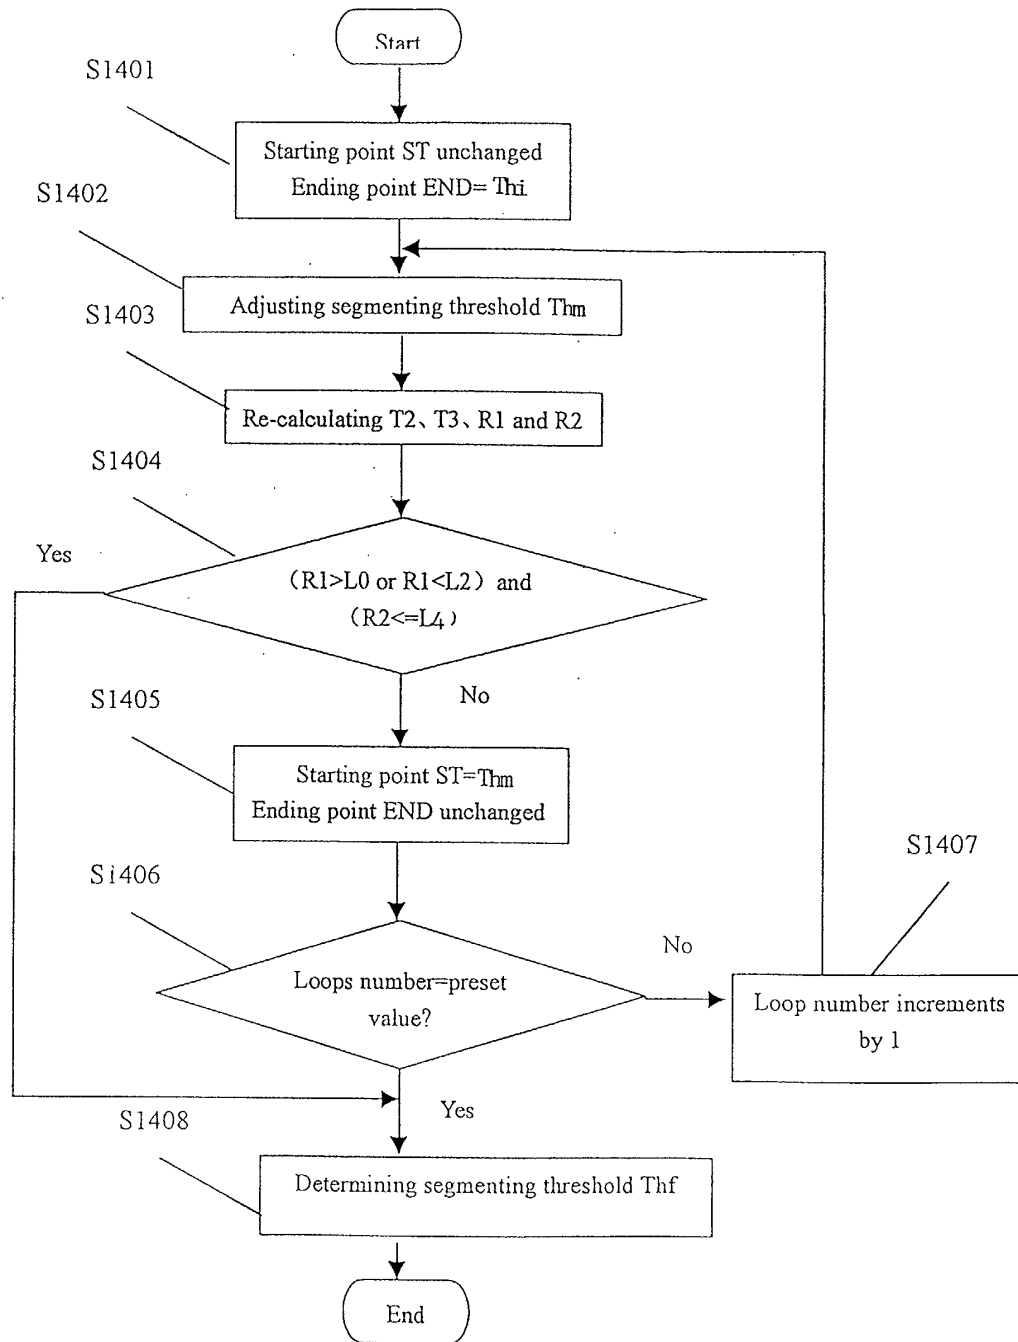 Start
S1401
Starting point ST unchanged
Ending point END= Thi
S1402
Adjusting segmenting threshold Thm
S1403
Re-calculating T2、T3、R1 and R2
S1404
Yes
(R1>L0 or R1<L2) and
(R2<=L4)
No
S1405
Starting point ST=Thm
Ending point END unchanged
S1407
S1406
No
Loops number=preset
value?
Loop number increments
by 1
Yes
S1408
Determining segmenting threshold Thf
End